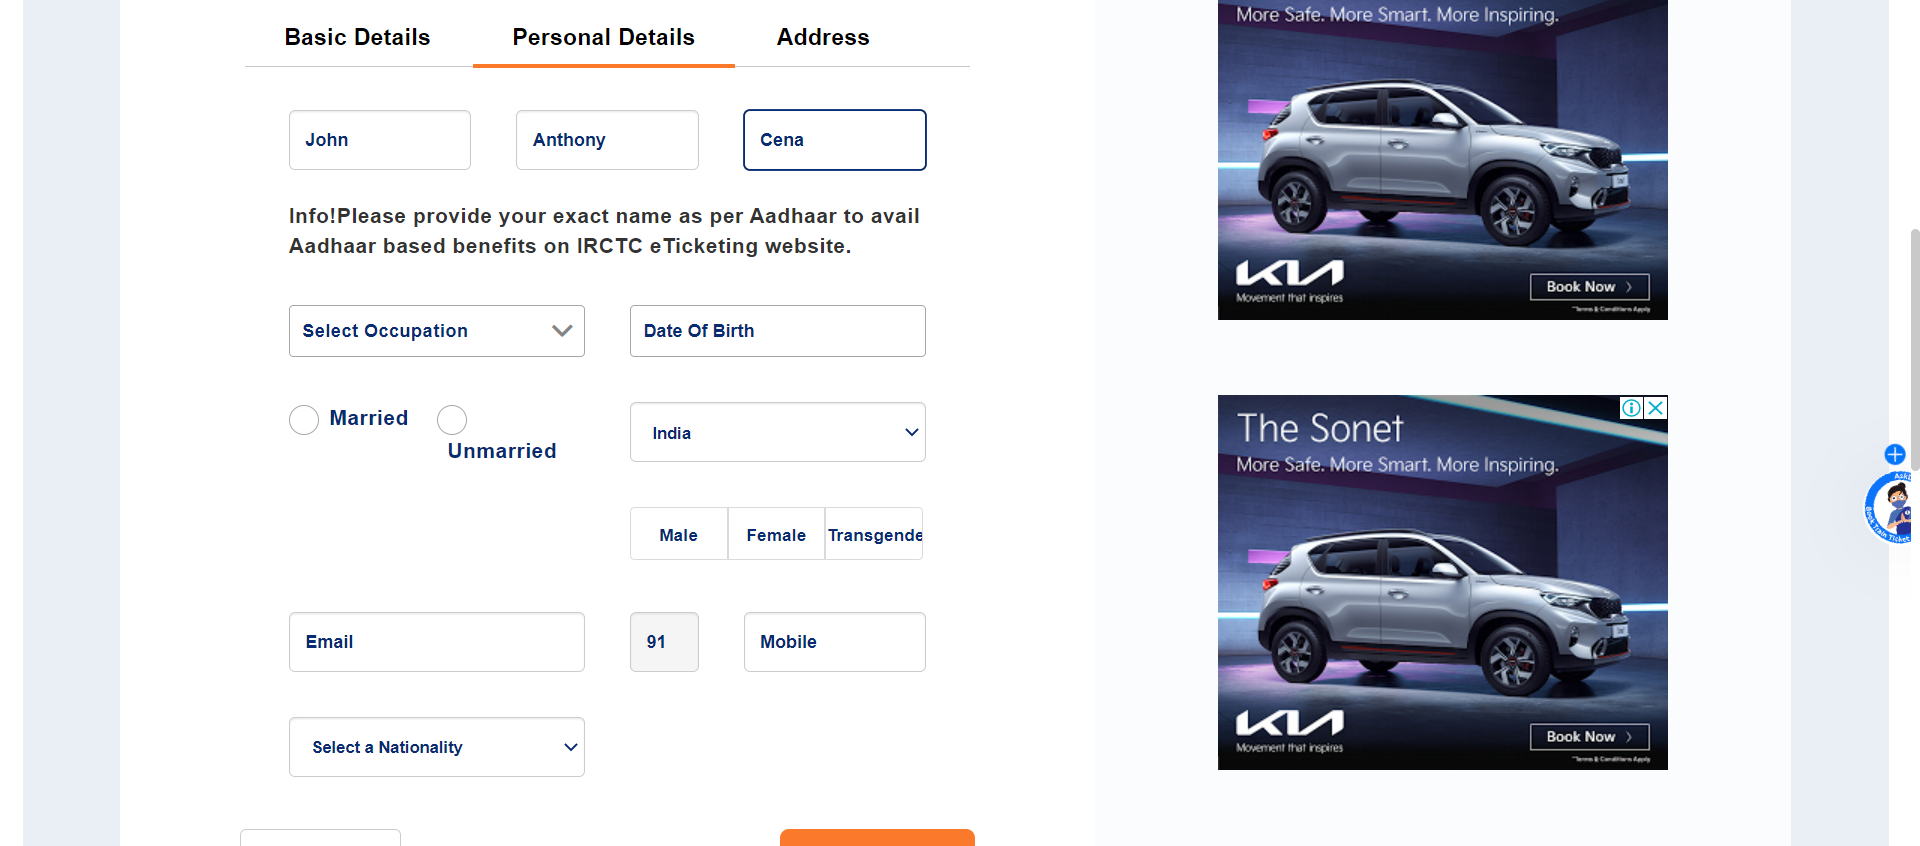 Basic Details
Personal Details
Address
John
Anthony
Cena
Info!Please provide your exact name as per Aadhaar to avail
Aadhaar based benefits on IRCTC eTicketing website.
Select Occupation
Date Of Birth
Married
Unmarried
India
Male
Female
Transgende
Email
91
Mobile
Select a Nationality
More Safe. More Smart. More Inspiring.
KIA
Movement that inspires
Book Now
*Terms & Conditions Apply
The Sonet
More Safe. More Smart. More Inspiring.
KIA
Movement that inspires
Book Now
*Terms & Conditions Apply
Book Train Ticket